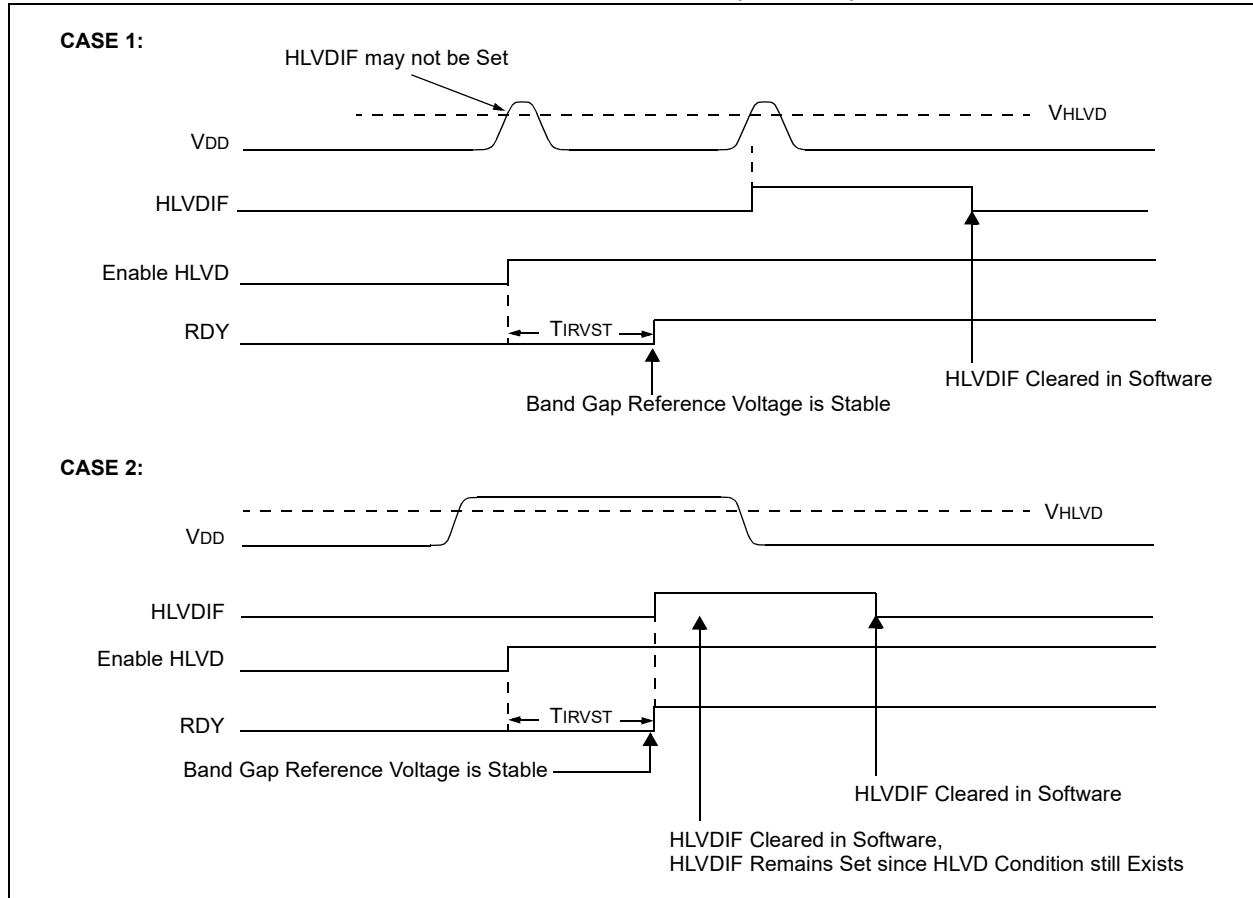 CASE 1:
HLVDIF may not be Set
VHLVD
VDD
HLVDIF
Enable HLVD
RDY
TIRVST
HLVDIF Cleared in Software
Band Gap Reference Voltage is Stable
CASE 2:
VHLVD
VDD
HLVDIF
Enable HLVD
TIRVST
RDY
Band Gap Reference Voltage is Stable
HLVDIF Cleared in Software
HLVDIF Cleared in Software,
HLVDIF Remains Set since HLVD Condition still Exists